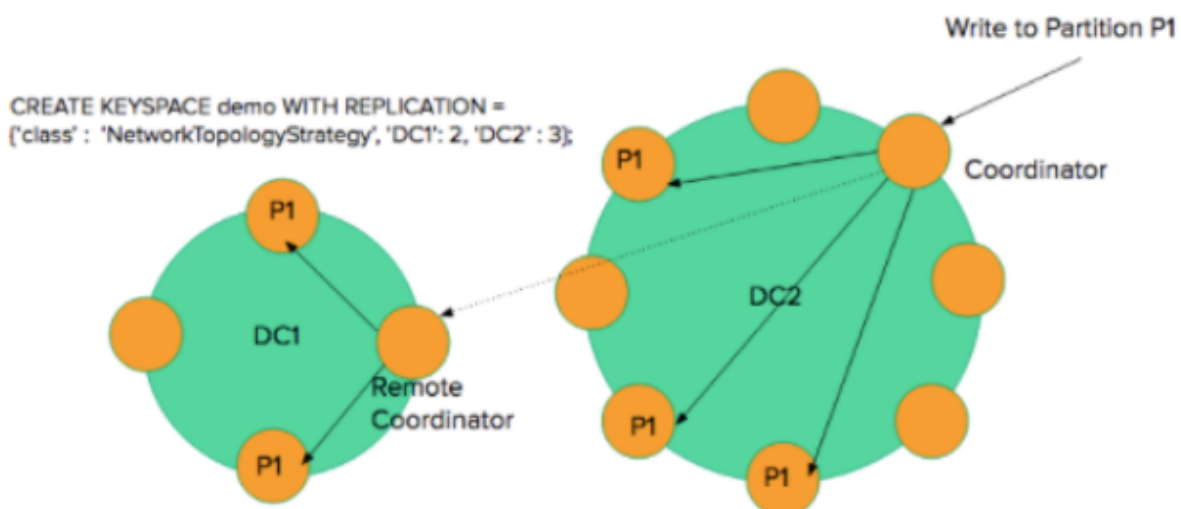 Write to Partition P1
CREATE KEYSPACE demo WITH REPLICATION =
{'class' : 'NetworkTopologyStrategy', 'DC1': 2, 'DC2' : 3};
P1
Coordinator
P1
DC2
DC1
Remote
Coordinator
P1
P1
P1